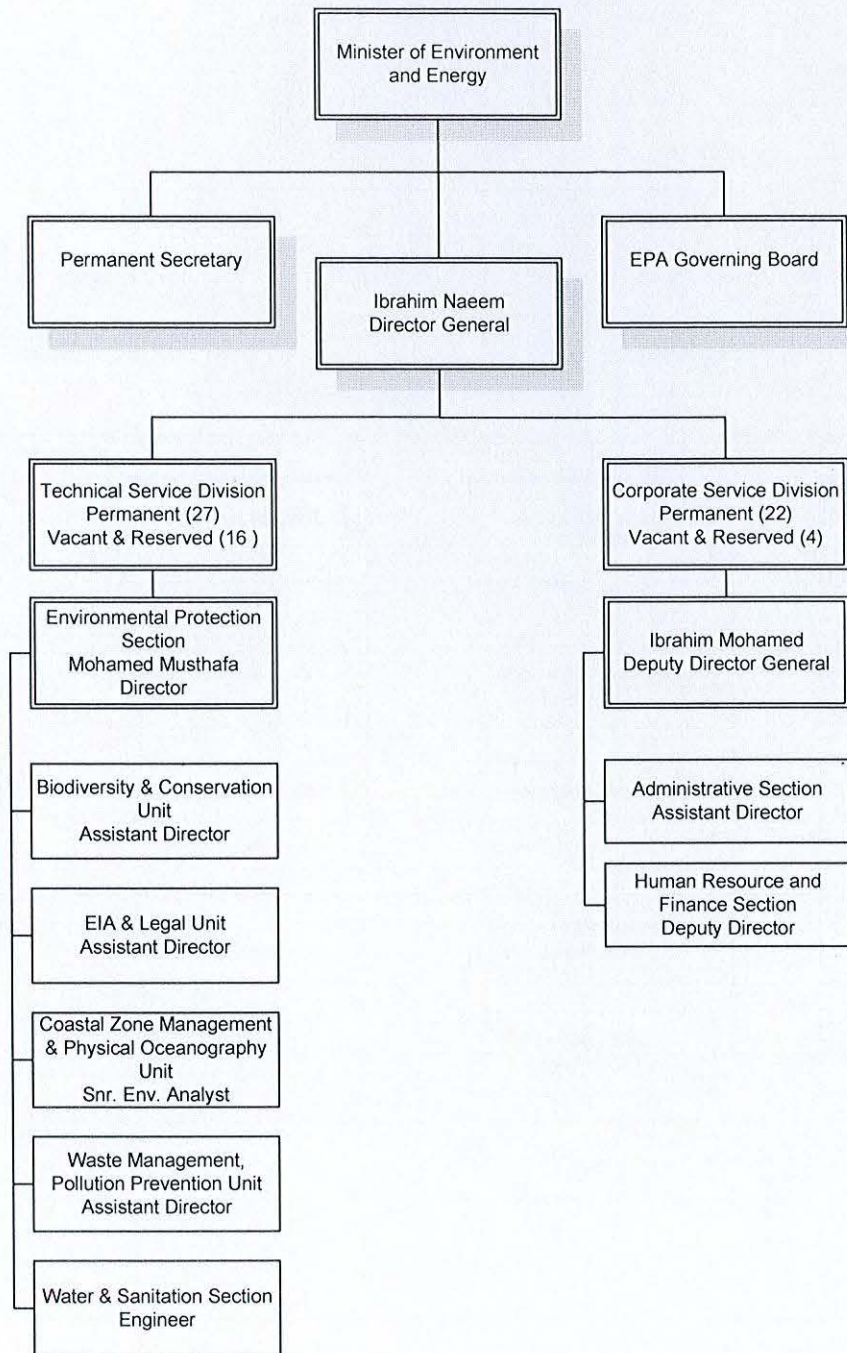 Minister of Environment
and Energy
Permanent Secretary
Ibrahim Naeem
Director General
EPA Governing Board
Technical Service Division
Permanent (27)
Vacant & Reserved (16 )
Corporate Service Division
Permanent (22)
Vacant & Reserved (4)
Environmental Protection
Section
Mohamed Musthafa
Director
Ibrahim Mohamed
Deputy Director General
Biodiversity & Conservation
Unit
Assistant Director
Administrative Section
Assistant Director
Human Resource and
Finance Section
Deputy Director
EIA & Legal Unit
Assistant Director
Coastal Zone Management
& Physical Oceanography
Unit
Snr. Env. Analyst
Waste Management,
Pollution Prevention Unit
Assistant Director
Water & Sanitation Section
Engineer